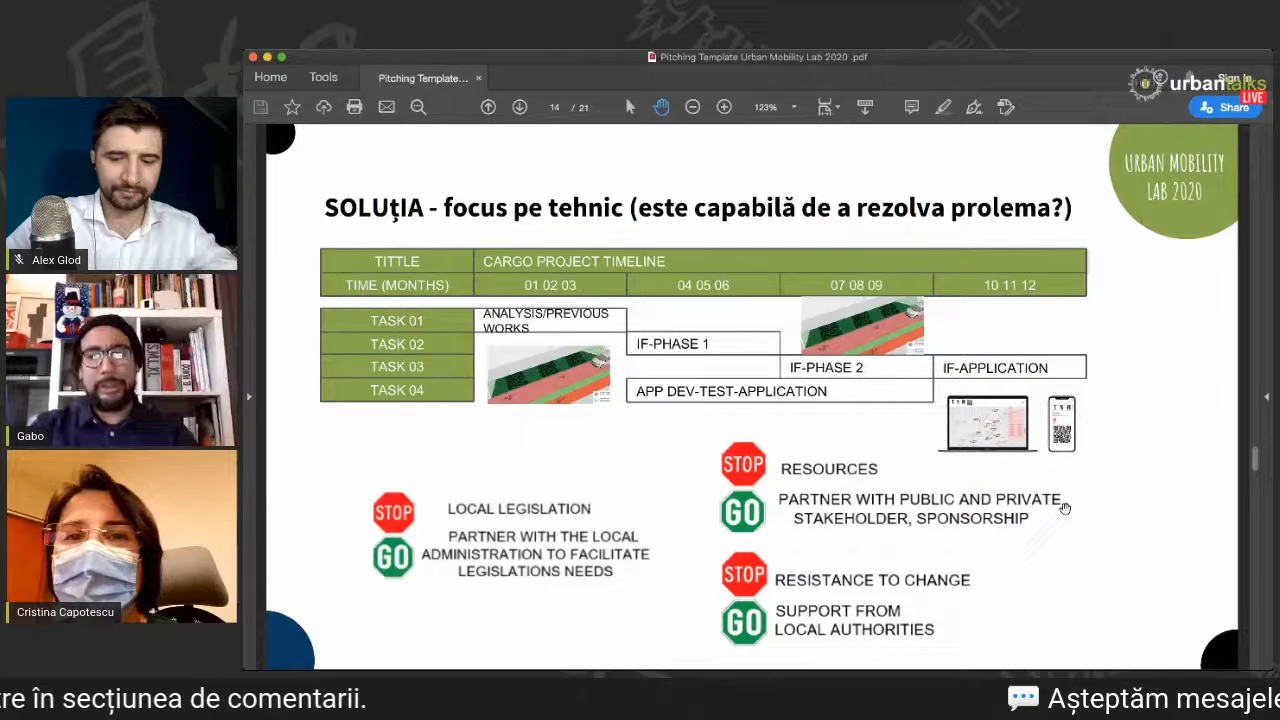 Pitching Template Urban Mobility Lab 2020 .pdf
Home
Tools
Pitching Template...
Sign In
urbantalks
LIVE
14 / 21
123%
Share
URBAN MOBILITY
LAB 2020
SOLUȚIA - focus pe tehnic (este capabilă de a rezolva prolema?)
TITTLE
CARGO PROJECT TIMELINE
TIME (MONTHS)
01 02 03
04 05 06
07 08 09
10 11 12
TASK 01
ANALYSIS/PREVIOUS
WORKS
TASK 02
IF-PHASE 1
TASK 03
IF-PHASE 2
IF-APPLICATION
TASK 04
APP DEV-TEST-APPLICATION
STOP
LOCAL LEGISLATION
GO
PARTNER WITH THE LOCAL
ADMINISTRATION TO FACILITATE
LEGISLATIONS NEEDS
STOP
RESOURCES
GO
PARTNER WITH PUBLIC AND PRIVATE
STAKEHOLDER, SPONSORSHIP
STOP
RESISTANCE TO CHANGE
GO
SUPPORT FROM
LOCAL AUTHORITIES
Alex Glod
Gabo
Cristina Capotescu
tre în secțiunea de comentarii.
Așteptăm mesajele